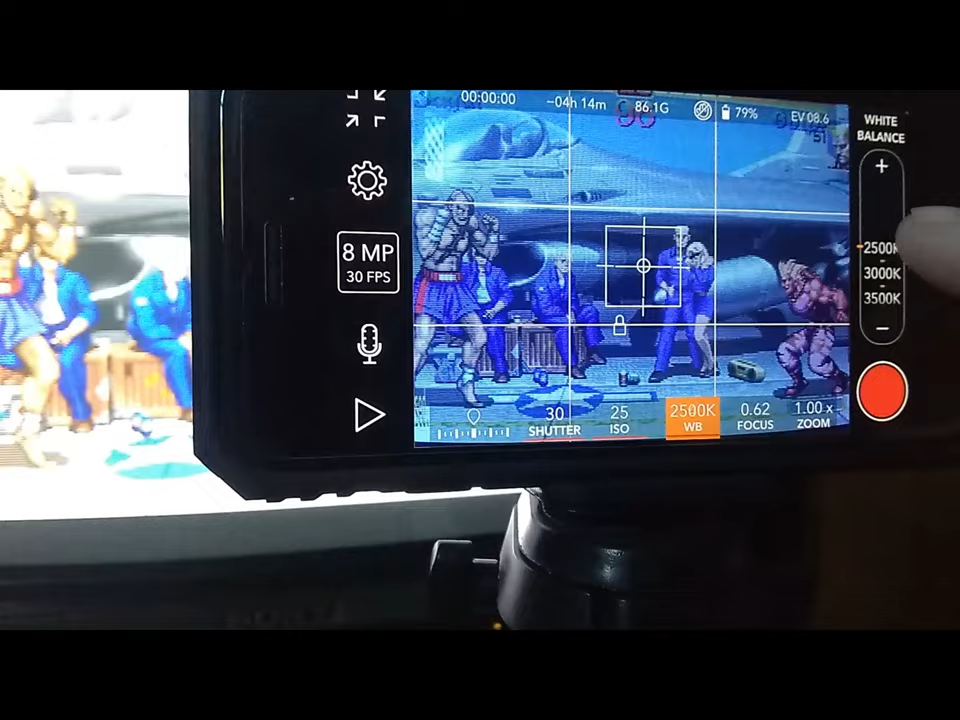 00:00:00
-04h 14m
86.1G
79%
EV 08.6
WHITE
BALANCE
+
8 MP
30 FPS
2500K
3000K
3500K
-
30
SHUTTER
25
ISO
2500K
WB
0.62
FOCUS
1.00 x
ZOOM